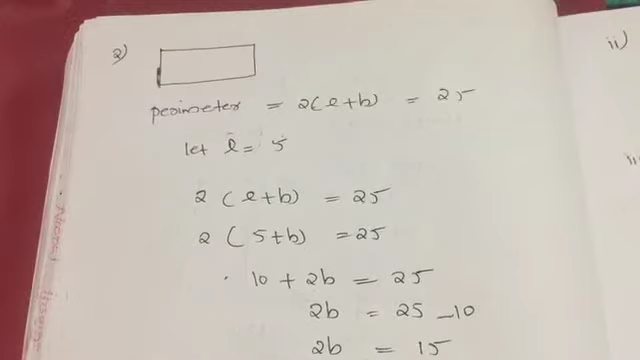 2)
perimeter = 2(l+b) = 25
let l = 5
2 (l+b) = 25
2 (5+b) = 25
10 + 2b = 25
2b = 25 - 10
2b = 15
ii)